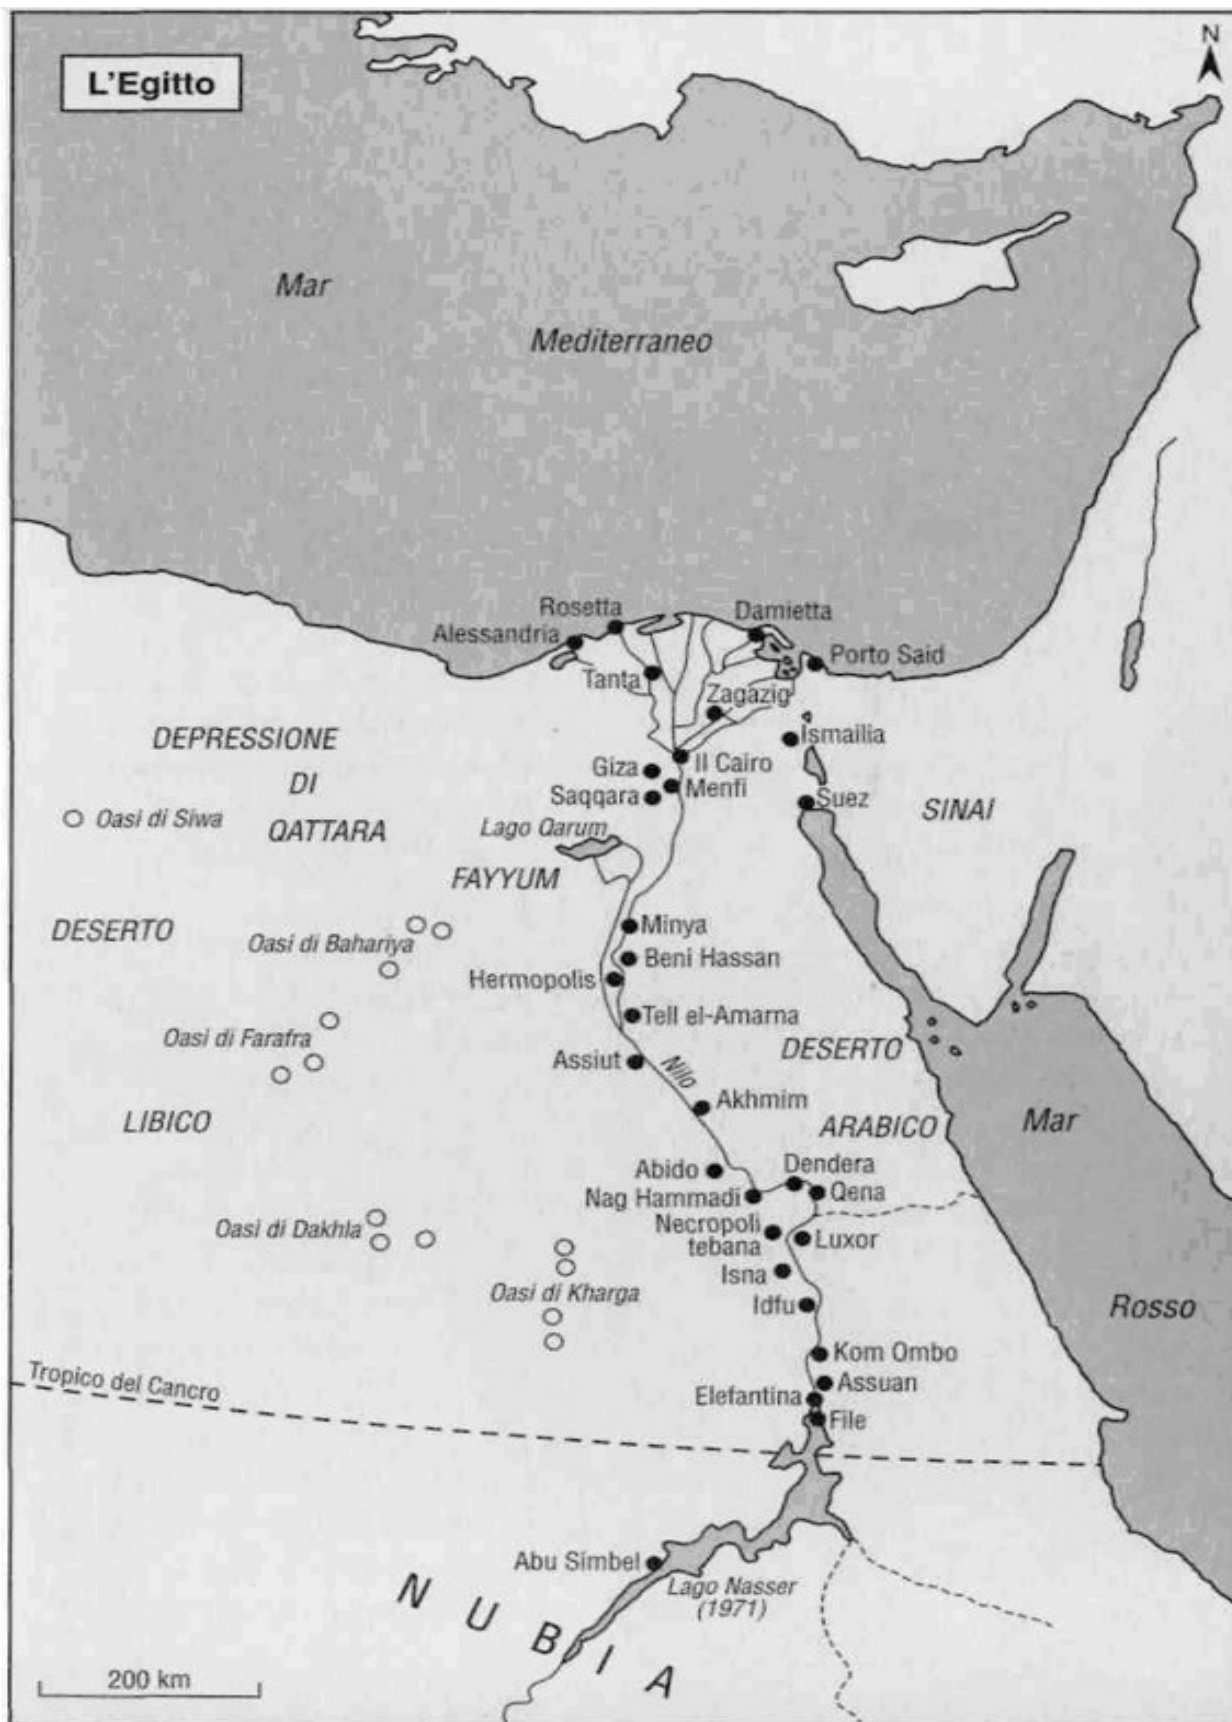 N
L'Egitto
Mar
Mediterraneo
Rosetta
Damietta
Alessandria
Porto Said
Tanta
Zagazig
DEPRESSIONE
Ismailia
DI
Il Cairo
Giza
Menfi
Saqqara
Suez
Oasi di Siwa
QATTARA
SINAI
Lago Qarum
FAYYUM
DESERTO
Minya
Oasi di Bahariya
Beni Hassan
Hermopolis
Tell el-Amarna
Oasi di Farafra
DESERTO
Assiut
Nilo
Akhmim
LIBICO
ARABICO
Mar
Dendera
Abido
Nag Hammadi
Qena
Oasi di Dakhla
Necropoli
tebana
Luxor
Isna
Oasi di Kharga
Idfu
Rosso
Kom Ombo
Tropico del Cancro
Assuan
Elefantina
File
Abu Simbel
Lago Nasser
(1971)
NUBIA
200 km